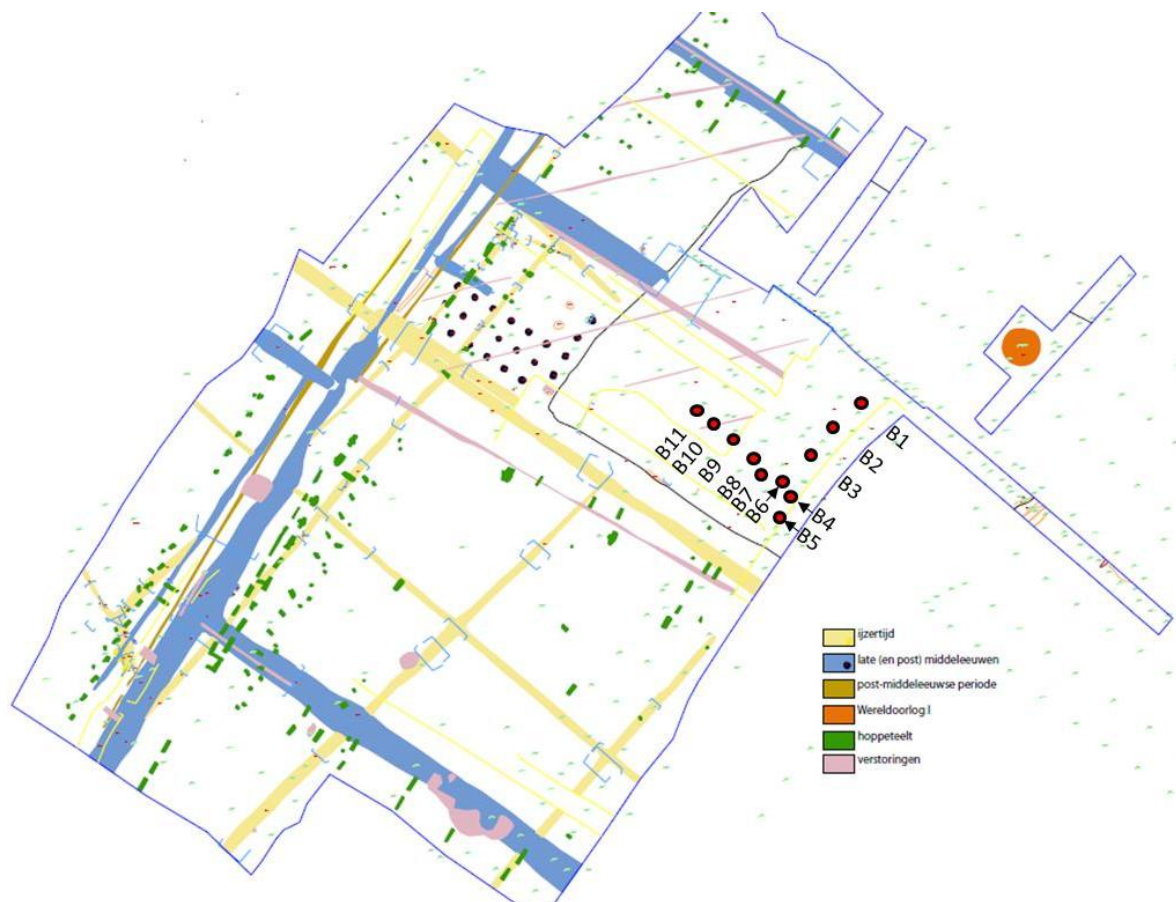 B1
B2
B3
B4
B5
B6
B7
B8
B9
B10
B11
ijzertijd
late (en post) middeleeuwen
post-middeleeuwse periode
Wereldoorlog I
hoppeteelt
verstoringen